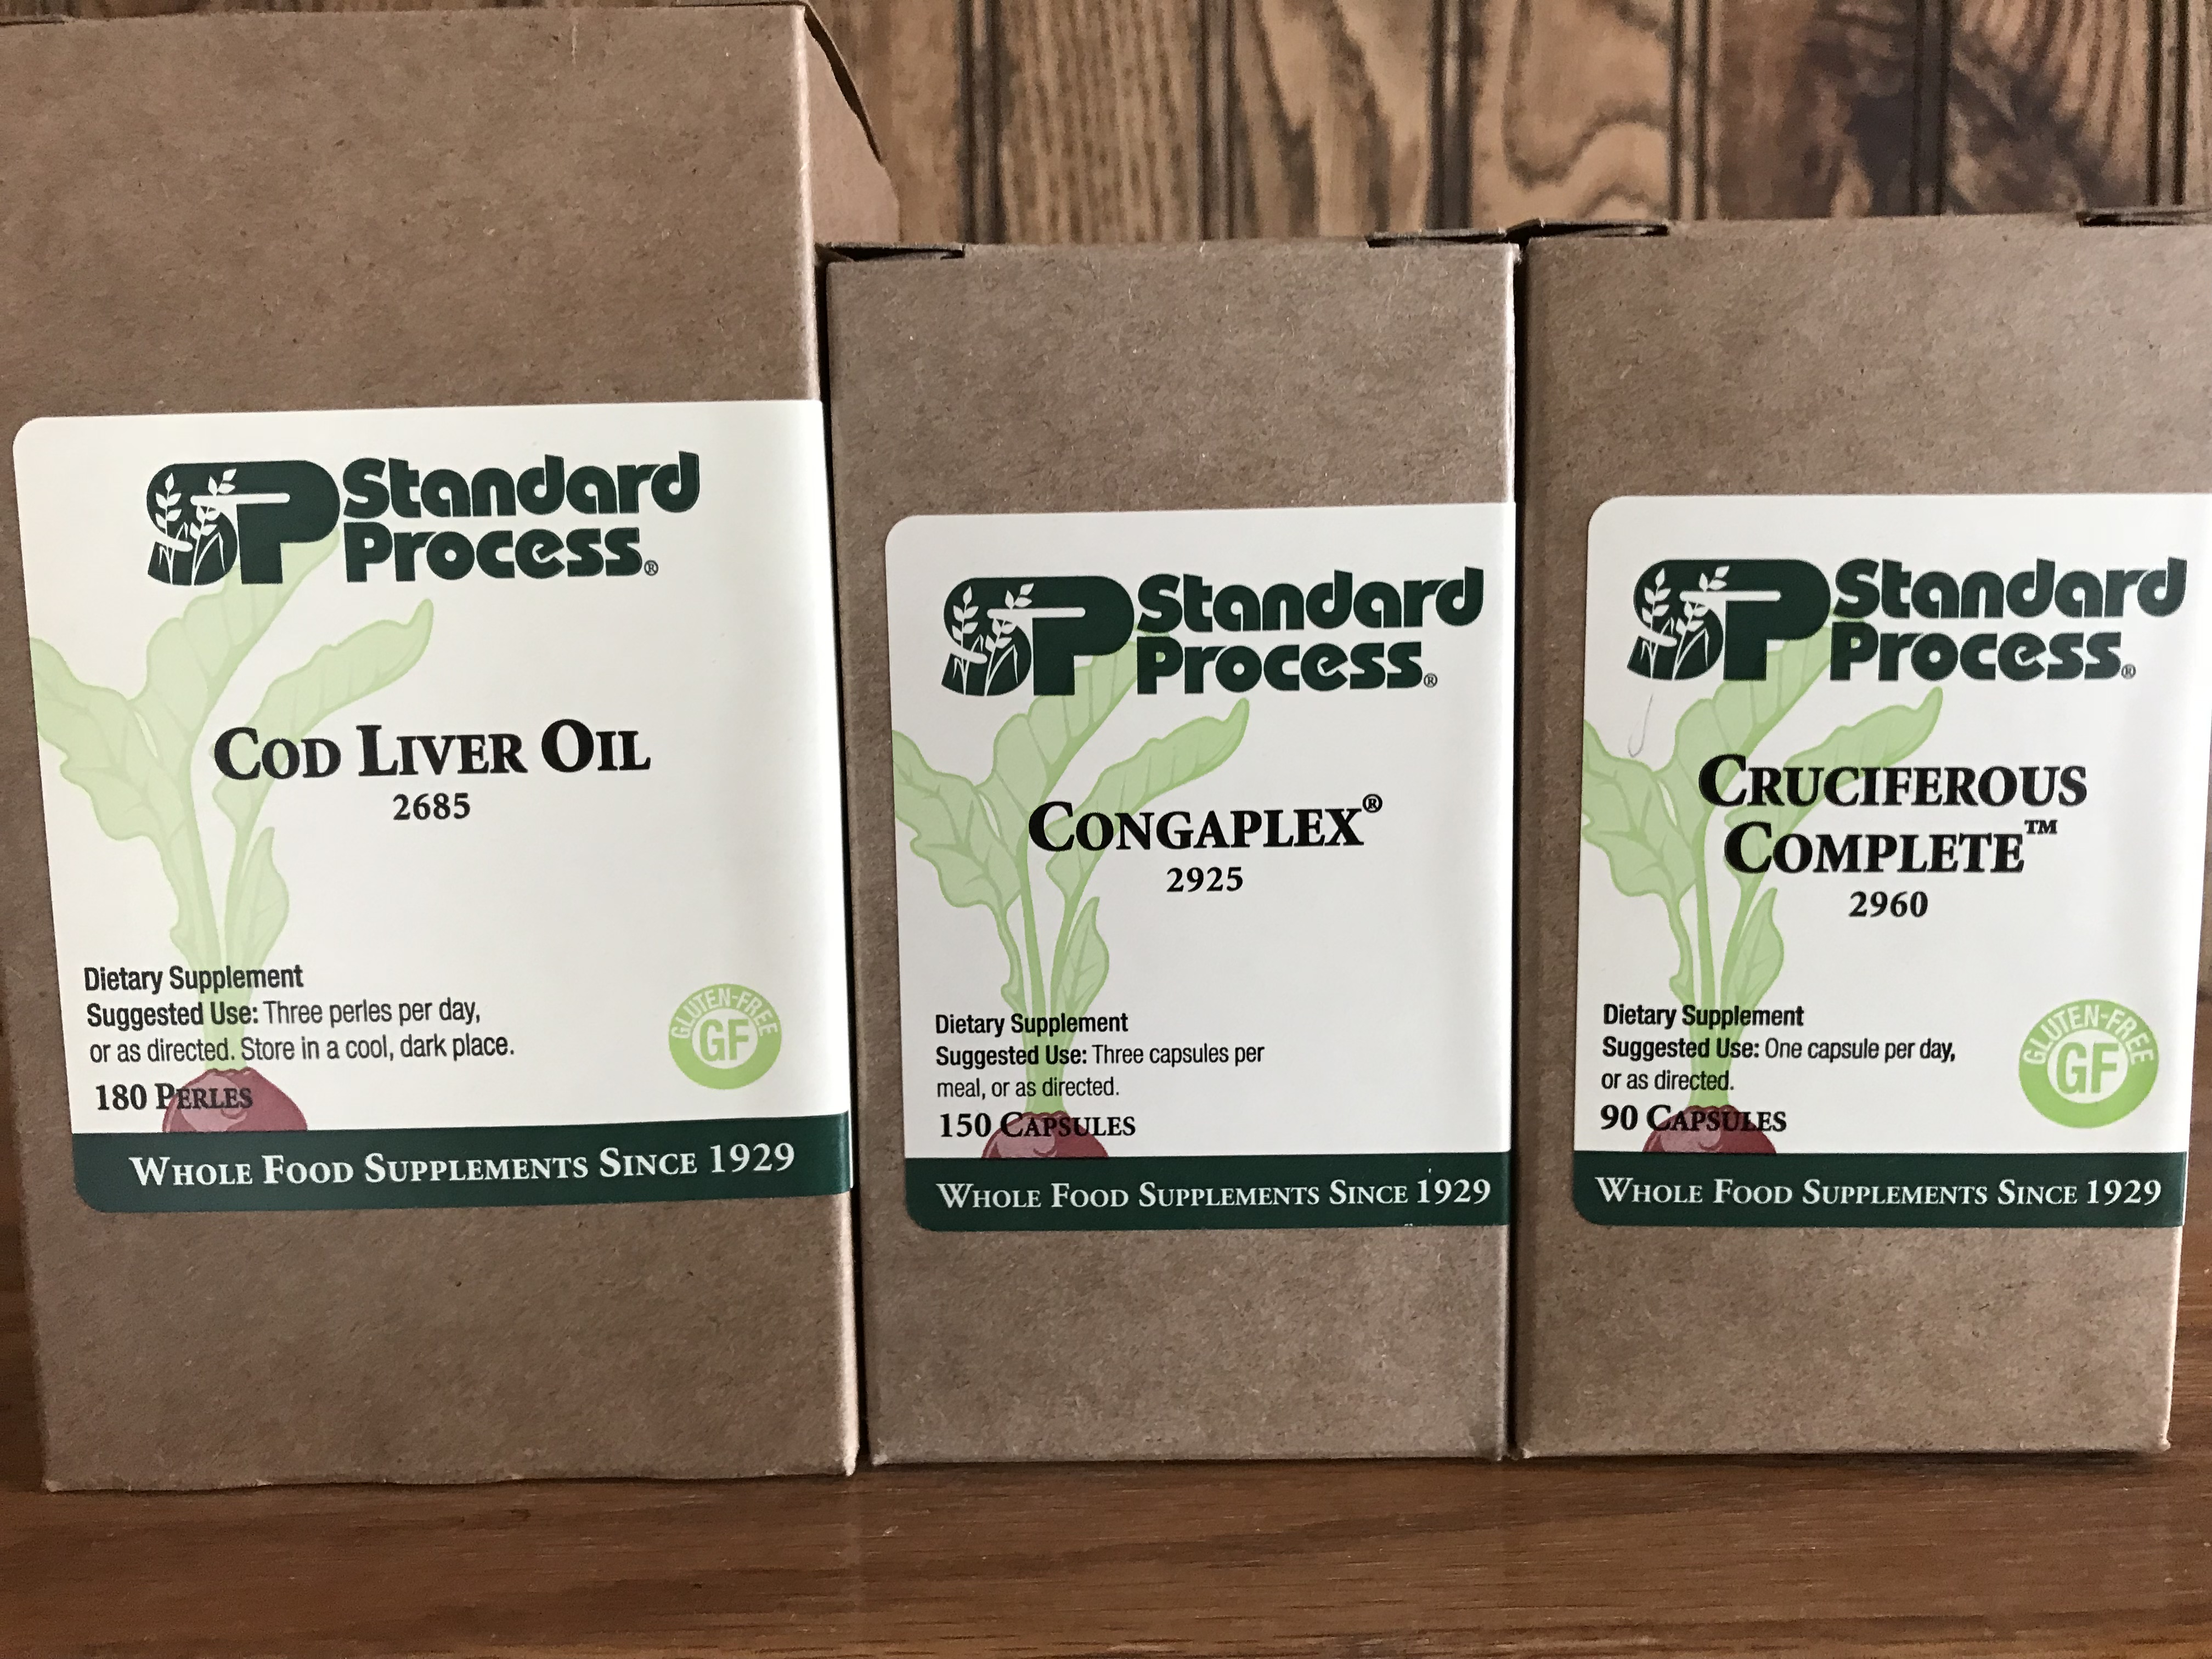 SP Standard
Process®
COD LIVER OIL
2685
Dietary Supplement
Suggested Use: Three perles per day,
or as directed. Store in a cool, dark place.
180 PERLES
GLUTEN-FREE
GF
WHOLE FOOD SUPPLEMENTS SINCE 1929
SP Standard
Process®
CONGAPLEX®
2925
Dietary Supplement
Suggested Use: Three capsules per
meal, or as directed.
150 CAPSULES
WHOLE FOOD SUPPLEMENTS SINCE 1929
SP Standard
Process®
CRUCIFEROUS
COMPLETE™
2960
Dietary Supplement
Suggested Use: One capsule per day,
or as directed.
90 CAPSULES
GLUTEN-FREE
GF
WHOLE FOOD SUPPLEMENTS SINCE 1929